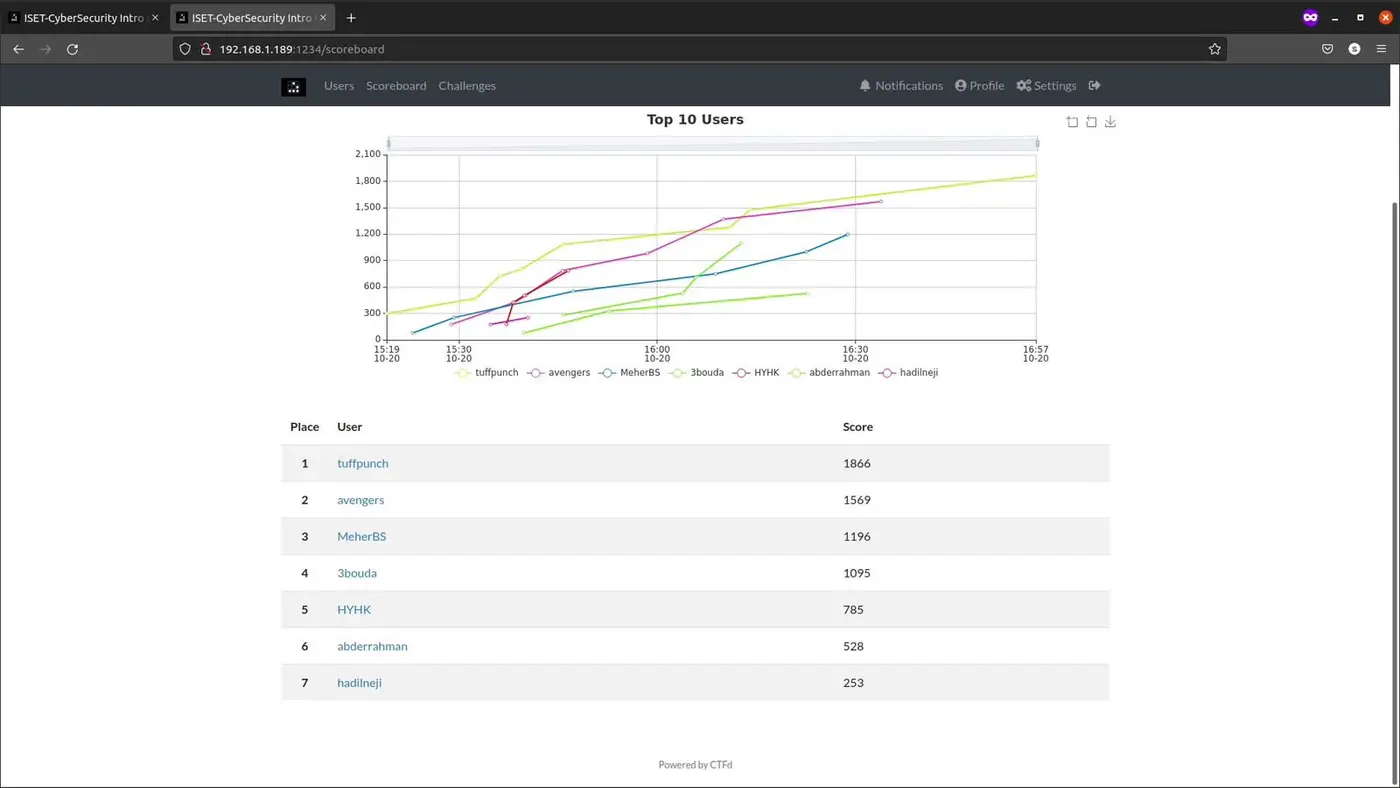 ISET-CyberSecurity Intro ISET-CyberSecurity Intro
192.168.1.189:1234/scoreboard
Users Scoreboard Challenges Notifications Profile Settings
Top 10 Users
2,100
1,800
1,500
1,200
900
600
300
0
15:19 15:30 16:00 16:30 16:57
10-20 10-20 10-20 10-20 10-20
tuffpunch avengers MeherBS 3bouda HYHK abderrahman hadilneji
Place User Score
1 tuffpunch 1866
2 avengers 1569
3 MeherBS 1196
4 3bouda 1095
5 HYHK 785
6 abderrahman 528
7 hadilneji 253
Powered by CTFd